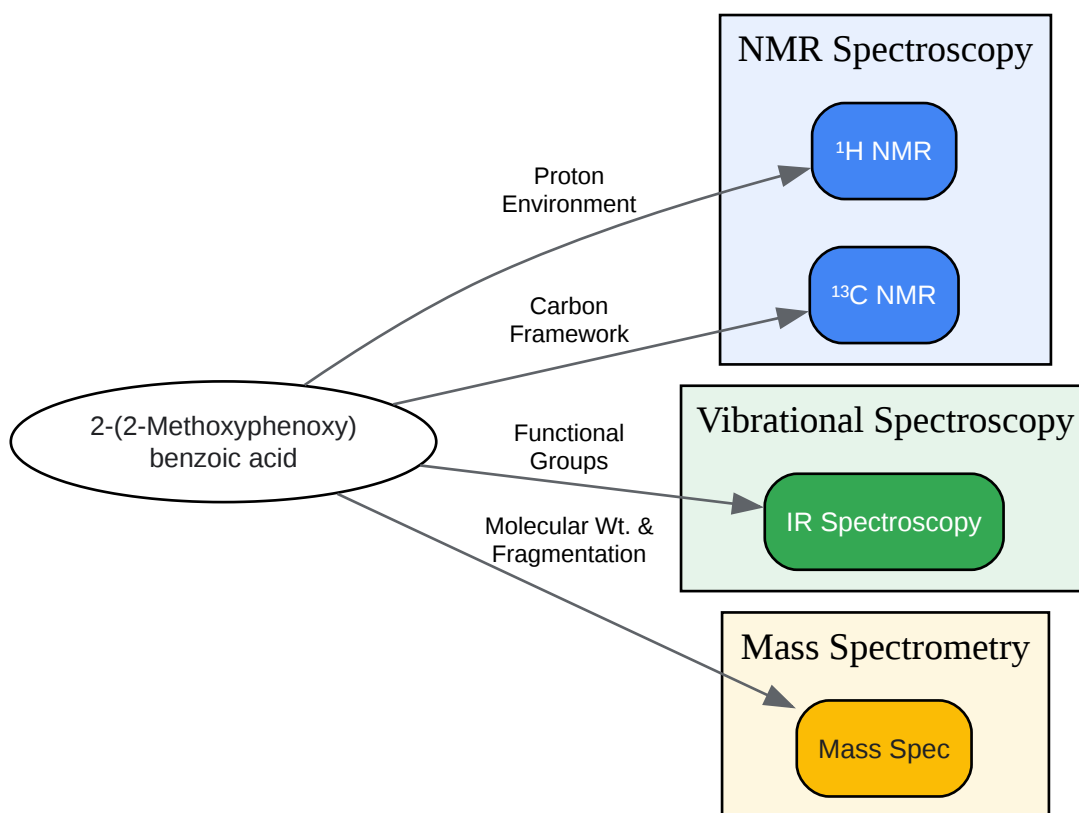 NMR Spectroscopy
¹H NMR
Proton
Environment
¹³C NMR
Carbon
Framework
2-(2-Methoxyphenoxy)
benzoic acid
Vibrational Spectroscopy
Functional
Groups
IR Spectroscopy
Molecular Wt. &
Fragmentation
Mass Spectrometry
Mass Spec